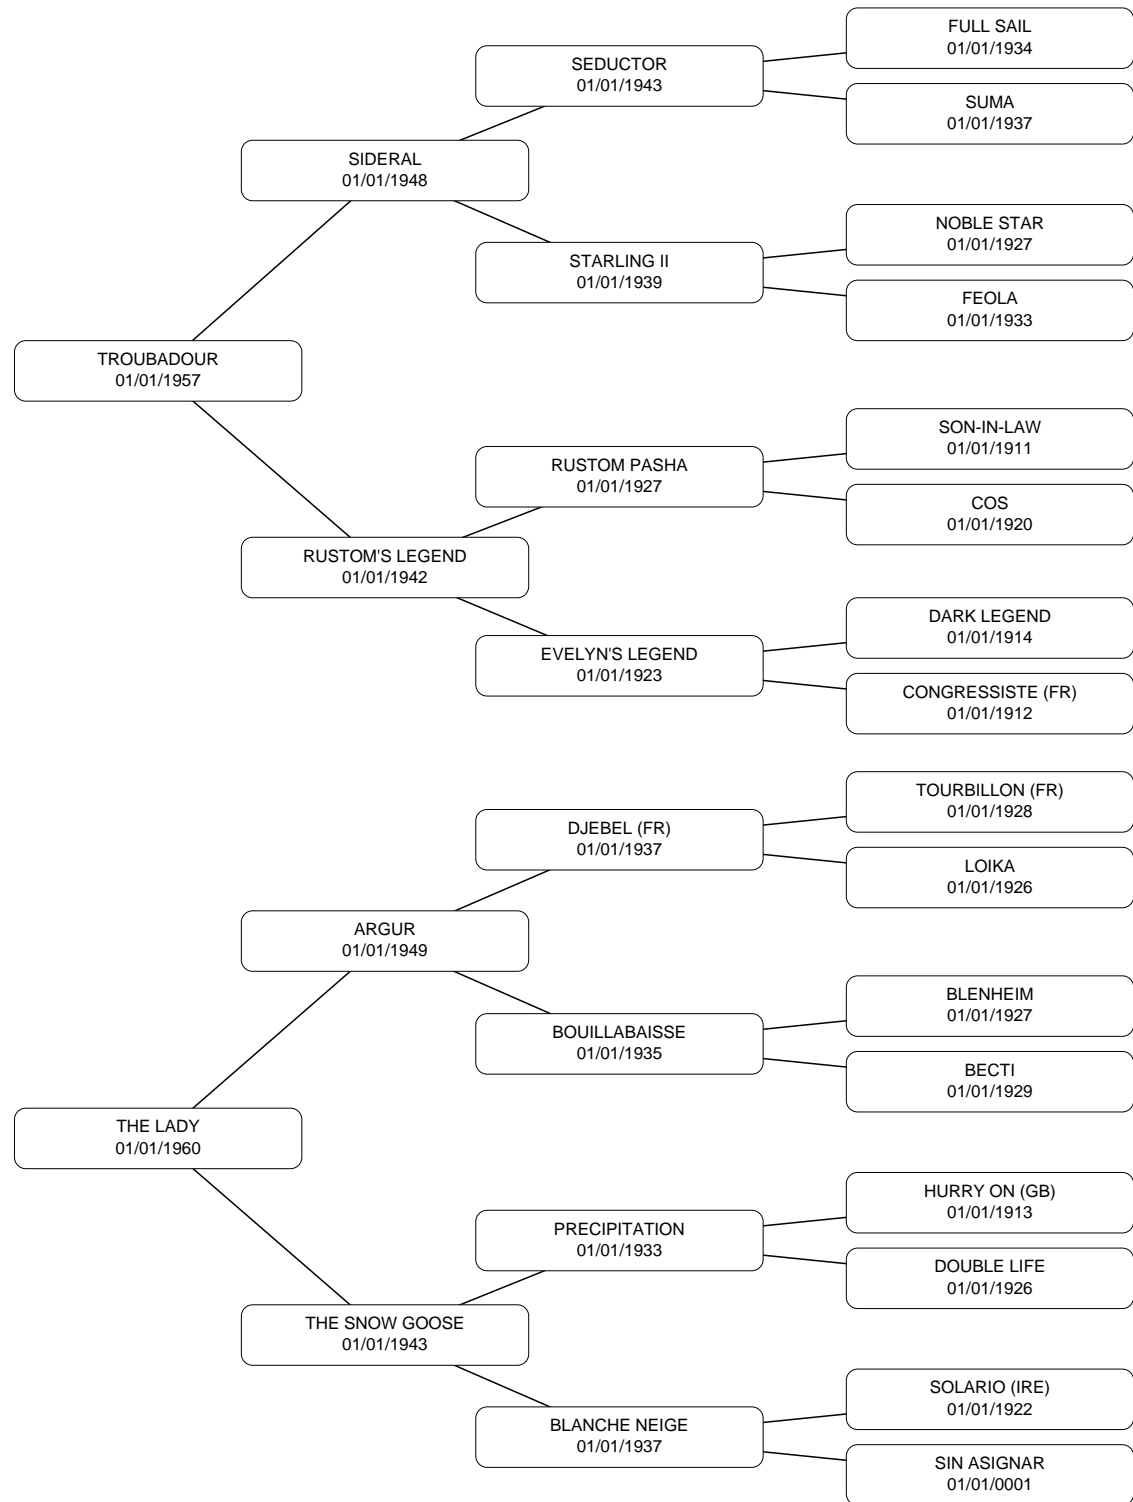 FULL SAIL
01/01/1934
SEDUCTOR
01/01/1943
SUMA
01/01/1937
SIDERAL
01/01/1948
NOBLE STAR
01/01/1927
STARLING II
01/01/1939
FEOLA
01/01/1933
TROUBADOUR
01/01/1957
SON-IN-LAW
01/01/1911
RUSTOM PASHA
01/01/1927
COS
01/01/1920
RUSTOM'S LEGEND
01/01/1942
DARK LEGEND
01/01/1914
EVELYN'S LEGEND
01/01/1923
CONGRESSISTE (FR)
01/01/1912
TOURBILLON (FR)
01/01/1928
DJEBEL (FR)
01/01/1937
LOIKA
01/01/1926
ARGUR
01/01/1949
BLENHEIM
01/01/1927
BOUILLABAISSE
01/01/1935
BECTI
01/01/1929
THE LADY
01/01/1960
HURRY ON (GB)
01/01/1913
PRECIPITATION
01/01/1933
DOUBLE LIFE
01/01/1926
THE SNOW GOOSE
01/01/1943
SOLARIO (IRE)
01/01/1922
BLANCHE NEIGE
01/01/1937
SIN ASIGNAR
01/01/0001